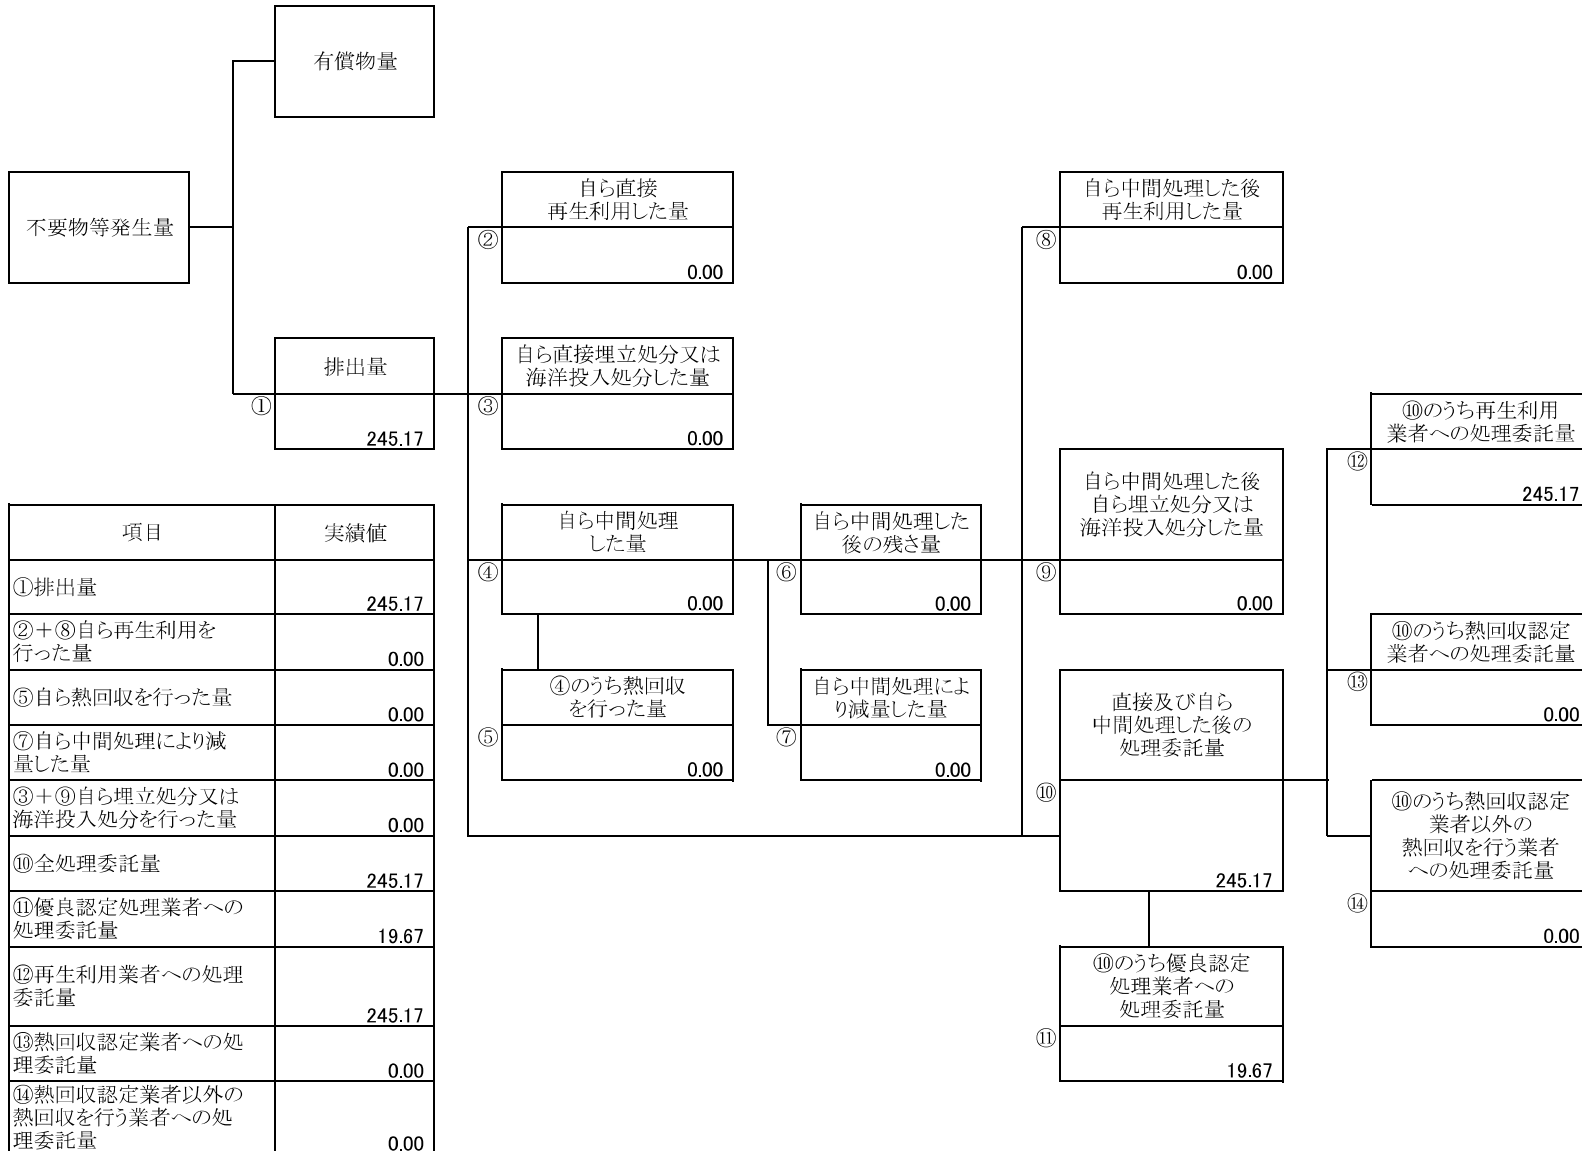 有償物量
不要物等発生量
自ら直接
再生利用した量
②
0.00
自ら中間処理した後
再生利用した量
⑧
0.00
排出量
①
245.17
自ら直接埋立処分又は
海洋投入処分した量
③
0.00
⑩のうち再生利用
業者への処理委託量
⑫
245.17
自ら中間処理
した量
④
0.00
自ら中間処理した
後の残さ量
⑥
0.00
自ら中間処理した後
自ら埋立処分又は
海洋投入処分した量
⑨
0.00
⑩のうち熱回収認定
業者への処理委託量
⑬
0.00
④のうち熱回収
を行った量
⑤
0.00
自ら中間処理によ
り減量した量
⑦
0.00
直接及び自ら
中間処理した後の
処理委託量
⑩
245.17
⑩のうち熱回収認定
業者以外の
熱回収を行う業者
への処理委託量
⑭
0.00
⑩のうち優良認定
処理業者への
処理委託量
⑪
19.67
項目 実績値
①排出量
245.17
②+⑧自ら再生利用を
行った量
0.00
⑤自ら熱回収を行った量
0.00
⑦自ら中間処理により減
量した量
0.00
③+⑨自ら埋立処分又は
海洋投入処分を行った量
0.00
⑩全処理委託量
245.17
⑪優良認定処理業者への
処理委託量
19.67
⑫再生利用業者への処理
委託量
245.17
⑬熱回収認定業者への処
理委託量
0.00
⑭熱回収認定業者以外の
熱回収を行う業者への処
理委託量
0.00